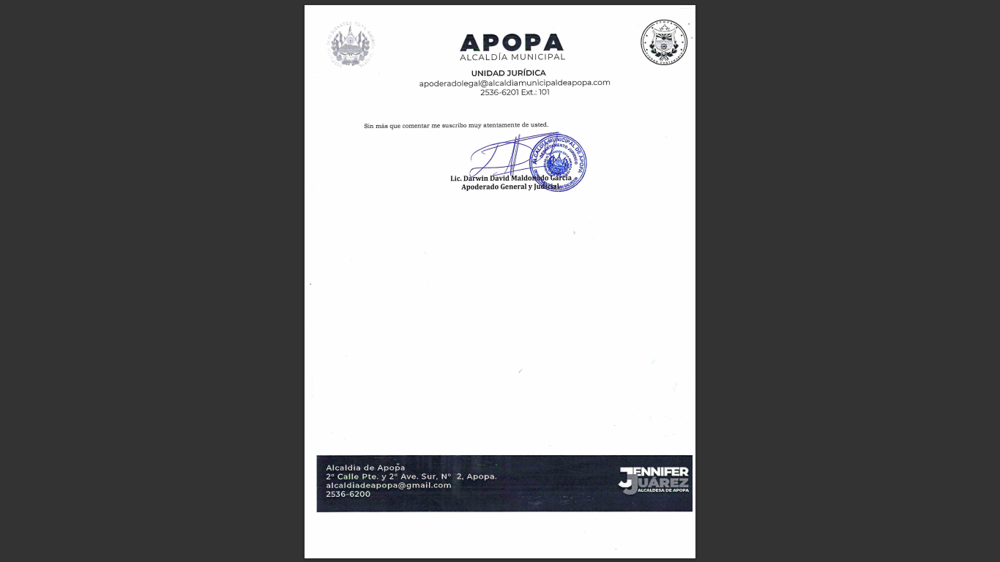 APOPA
ALCALDÍA MUNICIPAL
UNIDAD JURÍDICA
apoderadolegal@alcaldiamunicipaldeapopa.com
2536-6201 Ext.: 101
Sin más que comentar me suscribo muy atentamente de usted.
ALCALDIA MUNICIPAL DE APOPA
DEPARTAMENTO JURIDICO
Lic. Darwin David Maldonado García
Apoderado General y Judicial
Alcaldia de Apopa
2° Calle Pte. y 2° Ave. Sur, N° 2, Apopa.
alcaldiadeapopa@gmail.com
2536-6200
JENNIFER
JUÁREZ
ALCALDESA DE APOPA